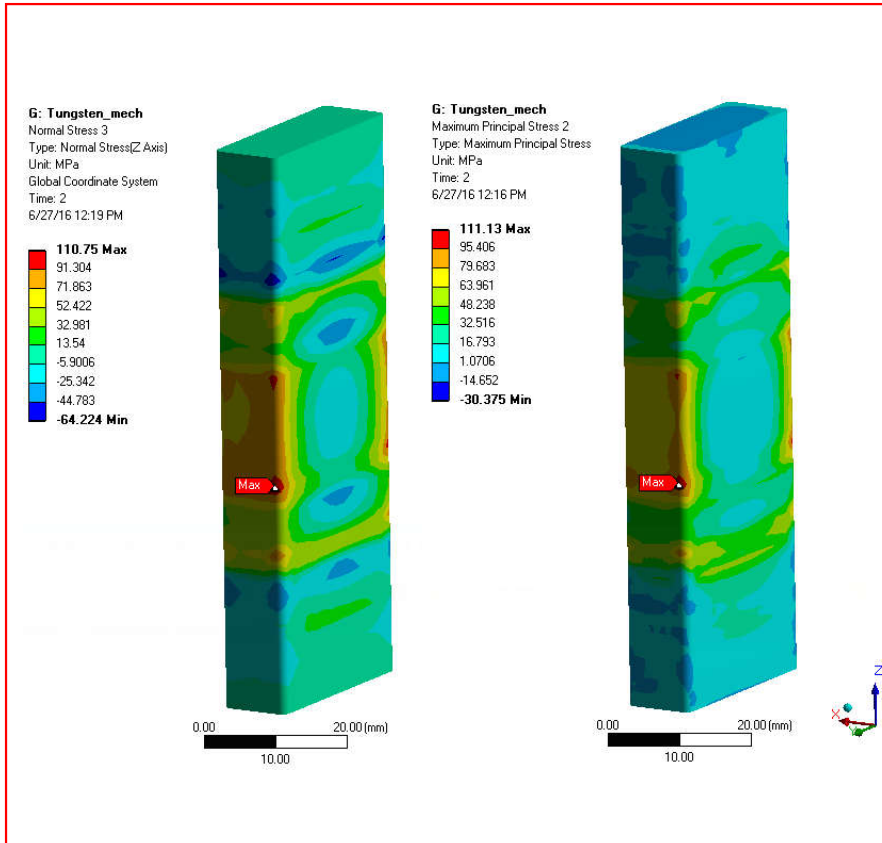 G: Tungsten_mech
Normal Stress 3
Type: Normal Stress(Z Axis)
Unit: MPa
Global Coordinate System
Time: 2
6/27/16 12:19 PM
110.75 Max
91.304
71.863
52.422
32.981
13.54
-5.9006
-25.342
-44.783
-64.224 Min
Max
0.00
20.00 (mm)
10.00
G: Tungsten_mech
Maximum Principal Stress 2
Type: Maximum Principal Stress
Unit: MPa
Time: 2
6/27/16 12:16 PM
111.13 Max
95.406
79.683
63.961
48.238
32.516
16.793
1.0706
-14.652
-30.375 Min
Max
0.00
20.00 (mm)
10.00
Z
X